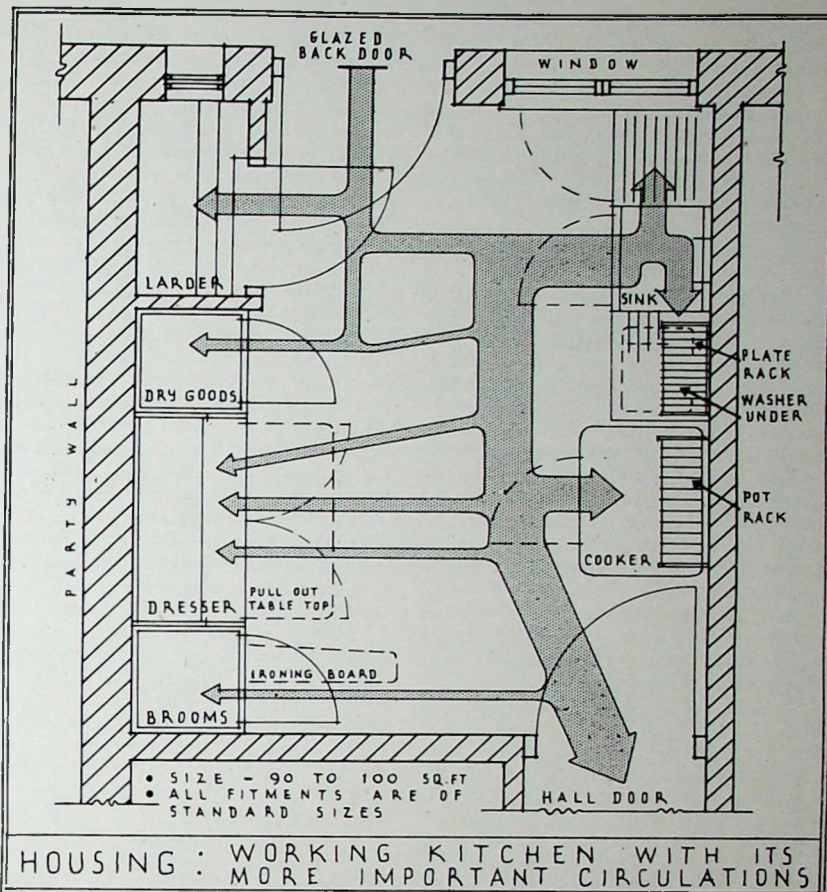 GLAZED
BACK DOOR
WINDOW
LARDER
SINK
PLATE
RACK
WASHER
UNDER
DRY GOODS
PARTY WALL
POT
RACK
COOKER
DRESSER
PULL OUT
TABLE TOP
IRONING BOARD
BROOMS
• SIZE - 90 TO 100 SQ.FT
• ALL FITMENTS ARE OF
STANDARD SIZES
HALL DOOR
HOUSING : WORKING KITCHEN WITH ITS
MORE IMPORTANT CIRCULATIONS